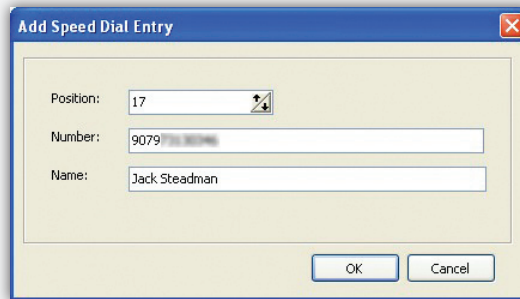 Add Speed Dial Entry
Position: 17
Number: 9079
Name: Jack Steadman
OK Cancel